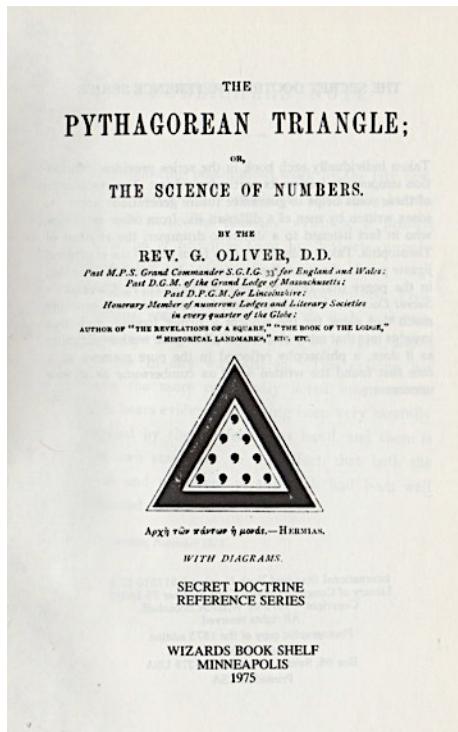 THE
PYTHAGOREAN TRIANGLE;
OR,
THE SCIENCE OF NUMBERS.
BY THE
REV. G. OLIVER, D.D.
Past M.P.S. Grand Commander S.G.I.G. 33° for England and Wales:
Past D.G.M. of the Grand Lodge of Massachusetts:
Past D.P.G.M. for Lincolnshire:
Honorary Member of numerous Lodges and Literary Societies
in every quarter of the Globe:
AUTHOR OF "THE REVELATIONS OF A SQUARE," "THE BOOK OF THE LODGE,"
"HISTORICAL LANDMARKS," ETC. ETC.
Αρχὴ τῶν πάντων ἡ μονάς.—HERMIAS.
WITH DIAGRAMS.
SECRET DOCTRINE
REFERENCE SERIES
WIZARDS BOOK SHELF
MINNEAPOLIS
1975